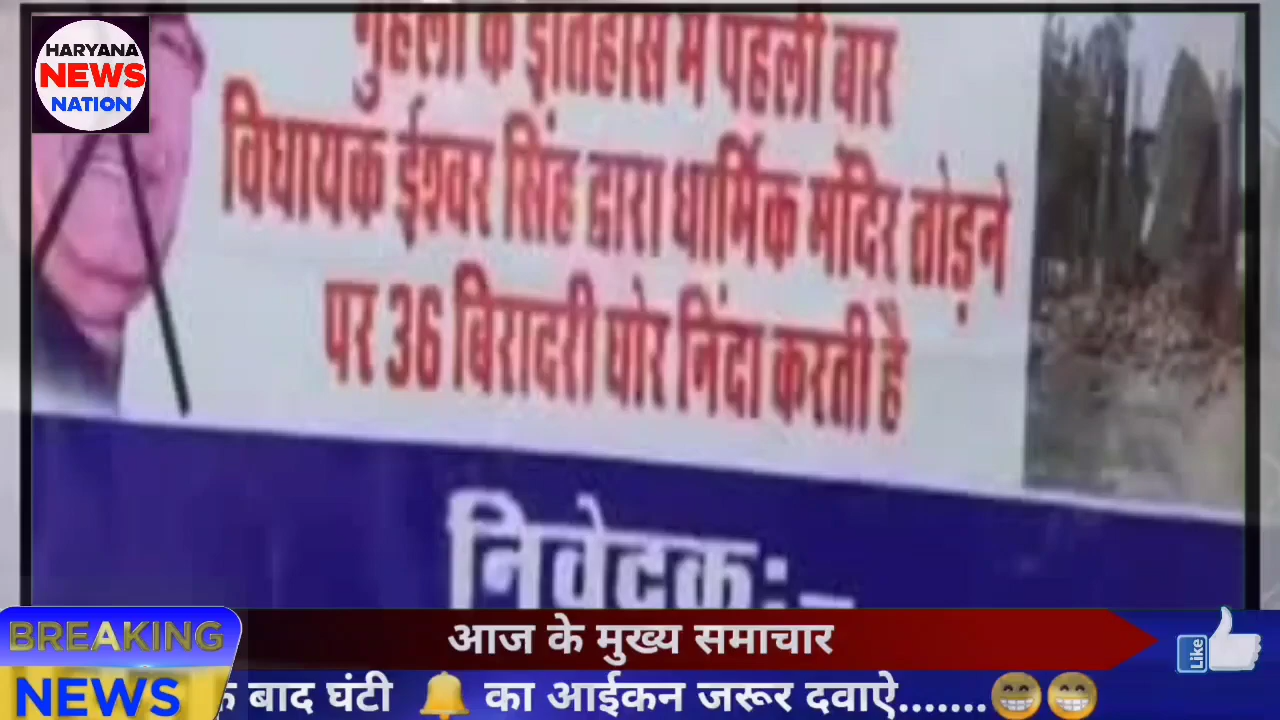 HARYANA
NEWS
NATION
गुहला के इतिहास में पहली बार
विधायक ईश्वर सिंह द्वारा धार्मिक मंदिर तोड़ने
पर 36 बिरादरी घोर निंदा करती है
निवेदक:-
BREAKING
NEWS
आज के मुख्य समाचार
Like
के बाद घंटी 🔔 का आईकन जरूर दवाऐ.......😁😁